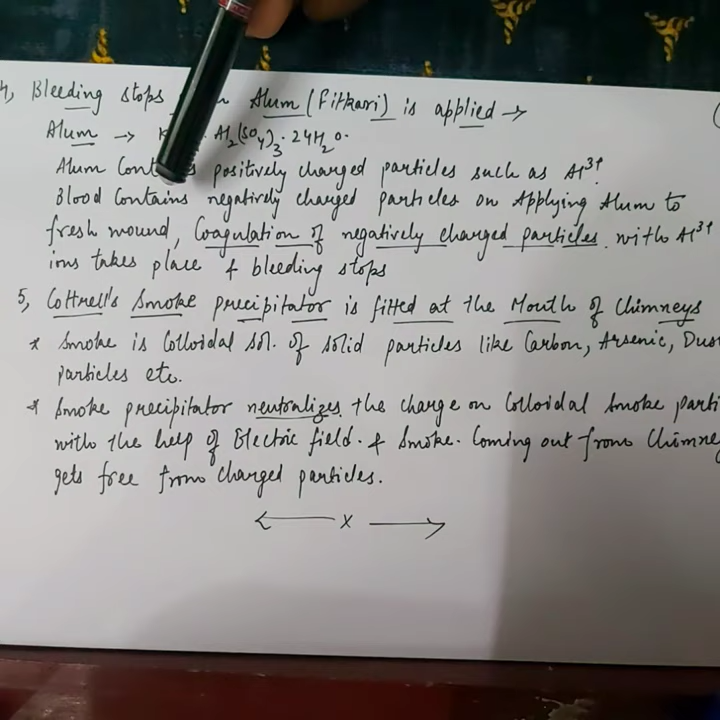 4, Bleeding stops Alum (Fitkari) is applied →
Alum → Al₂(SO₄)₃. 24H₂O.
Alum positively charged particles such as Al³⁺.
Blood Contains negatively charged particles on Applying Alum to
fresh wound, Coagulation of negatively charged particles with Al³⁺
ions takes place & bleeding stops
5, Cottrell's Smoke precipitator is fitted at the Mouth of Chimneys
* Smoke is Colloidal Sol. of solid particles like Carbon, Arsenic, Dus
particles etc.
* Smoke precipitator neutralizes the charge on Colloidal Smoke parti
with the help of Electric field. & Smoke. Coming out from Chimne
gets free from charged particles.
← x →